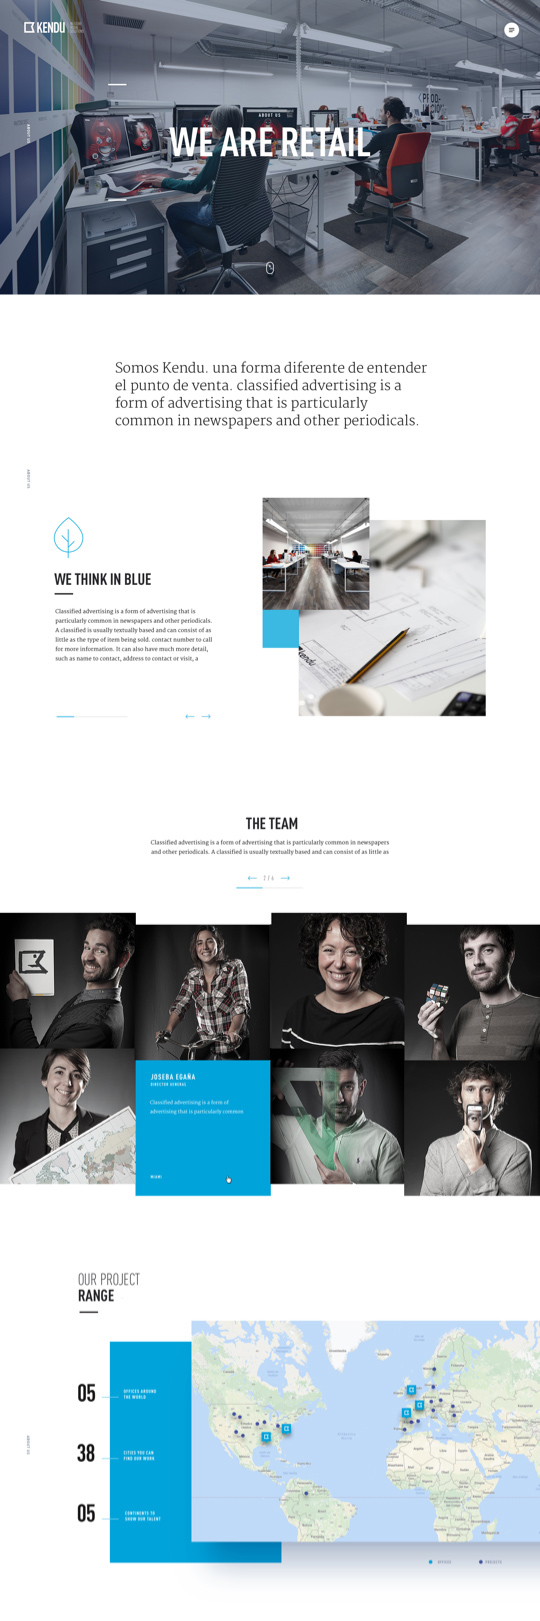 KENDU
ABOUT US
WE ARE RETAIL
Somos Kendu. una forma diferente de entender
el punto de venta. classified advertising is a
form of advertising that is particularly
common in newspapers and other periodicals.
ABOUT US
WE THINK IN BLUE
Classified advertising is a form of advertising that is
particularly common in newspapers and other periodicals.
A classified is usually textually based and can consist of as
little as the type of item being sold. contact number to call
for more information. It can also have much more detail,
such as name to contact, address to contact or visit, a
THE TEAM
Classified advertising is a form of advertising that is particularly common in newspapers
and other periodicals. A classified is usually textually based and can consist of as little as
2 / 4
JOSEBA EGAÑA
DIRECTOR GENERAL
Classified advertising is a form of
advertising that is particularly common
MIAMI
OUR PROJECT
RANGE
05
OFFICES AROUND
THE WORLD
38
CITIES YOU CAN
FIND OUR WORK
05
CONTINENTS TO
SHOW OUR TALENT
ABOUT US
OFFICES
PROJECTS